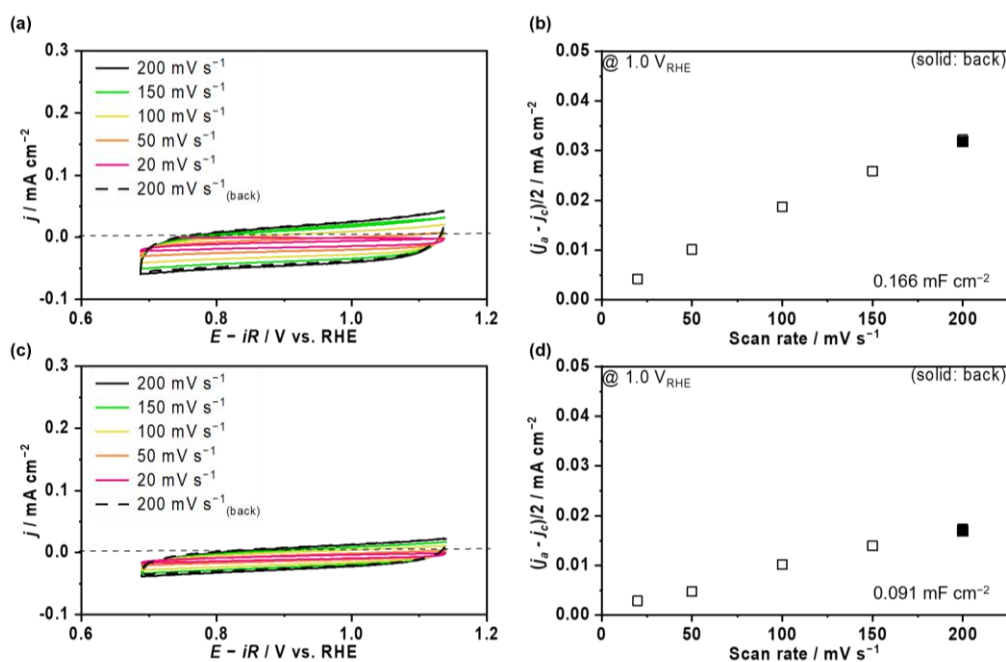 (a)
0.3
0.2
0.1
0.0
-0.1
j / mA cm⁻²
200 mV s⁻¹
150 mV s⁻¹
100 mV s⁻¹
50 mV s⁻¹
20 mV s⁻¹
200 mV s⁻¹ (back)
0.6 0.8 1.0 1.2
E − iR / V vs. RHE
(b)
0.05
0.04
0.03
0.02
0.01
0.00
(jₐ - j_c)/2 / mA cm⁻²
@ 1.0 V_RHE (solid: back)
0.166 mF cm⁻²
0 50 100 150 200
Scan rate / mV s⁻¹
(c)
0.3
0.2
0.1
0.0
-0.1
j / mA cm⁻²
200 mV s⁻¹
150 mV s⁻¹
100 mV s⁻¹
50 mV s⁻¹
20 mV s⁻¹
200 mV s⁻¹ (back)
0.6 0.8 1.0 1.2
E − iR / V vs. RHE
(d)
0.05
0.04
0.03
0.02
0.01
0.00
(jₐ - j_c)/2 / mA cm⁻²
@ 1.0 V_RHE (solid: back)
0.091 mF cm⁻²
0 50 100 150 200
Scan rate / mV s⁻¹